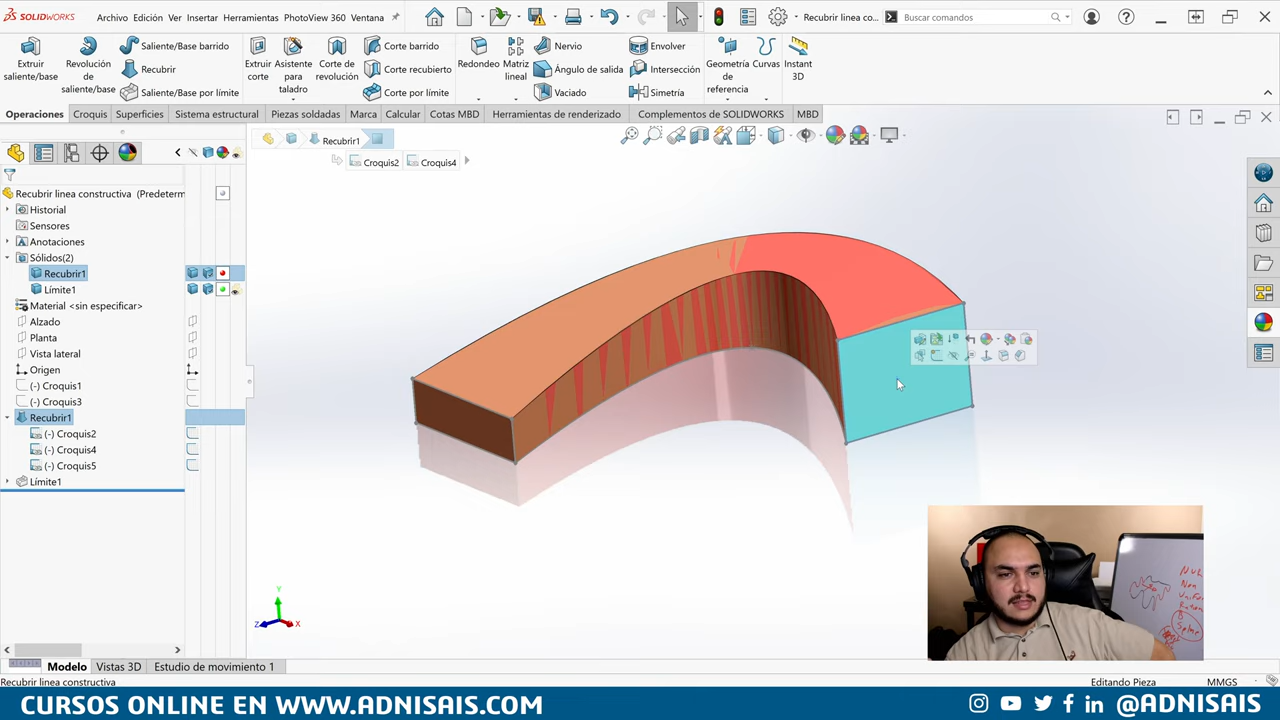 SOLIDWORKS
Archivo Edición Ver Insertar Herramientas PhotoView 360 Ventana
Recubrir linea co...
Buscar comandos
Extruir saliente/base
Revolución de saliente/base
Saliente/Base barrido
Recubrir
Saliente/Base por límite
Extruir corte
Asistente para taladro
Corte de revolución
Corte barrido
Corte recubierto
Corte por límite
Redondeo
Matriz lineal
Nervio
Ángulo de salida
Vaciado
Envolver
Intersección
Simetría
Geometría de referencia
Curvas
Instant 3D
Operaciones Croquis Superficies Sistema estructural Piezas soldadas Marca Calcular Cotas MBD Herramientas de renderizado Complementos de SOLIDWORKS MBD
Recubrir1
Croquis2 Croquis4
Recubrir linea constructiva (Predeterm
Historial
Sensores
Anotaciones
Sólidos(2)
Recubrir1
Límite1
Material <sin especificar>
Alzado
Planta
Vista lateral
Origen
(-) Croquis1
(-) Croquis3
Recubrir1
(-) Croquis2
(-) Croquis4
(-) Croquis5
Límite1
Y
Z
X
Modelo Vistas 3D Estudio de movimiento 1
Recubrir linea constructiva
Editando Pieza
MMGS
CURSOS ONLINE EN WWW.ADNISAIS.COM
@ADNISAIS